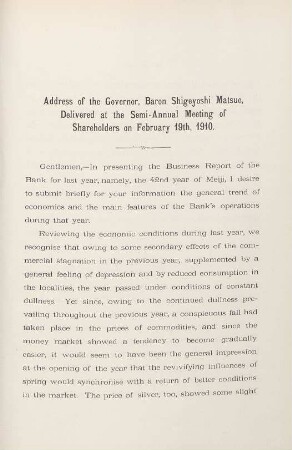 Address of the Governor, Baron Shigeyoshi Matsuo,
Delivered at the Semi-Annual Meeting of
Shareholders on February 19th, 1910.
Gentlemen,—In presenting the Business Report of the
Bank for last year, namely, the 42nd year of Meiji, I desire
to submit briefly for your information the general trend of
economics and the main features of the Bank's operations
during that year.
Reviewing the economic conditions during last year, we
recognise that owing to some secondary effects of the com-
mercial stagnation in the previous year, supplemented by a
general feeling of depression and by reduced consumption in
the localities, the year passed under conditions of constant
dullness. Yet since, owing to the continued dullness pre-
vailing throughout the previous year, a conspicuous fall had
taken place in the prices of commodities, and since the
money market showed a tendency to become gradually
easier, it would seem to have been the general impression
at the opening of the year that the revivifying influences of
spring would synchronise with a return of better conditions
in the market. The price of silver, too, showed some slight